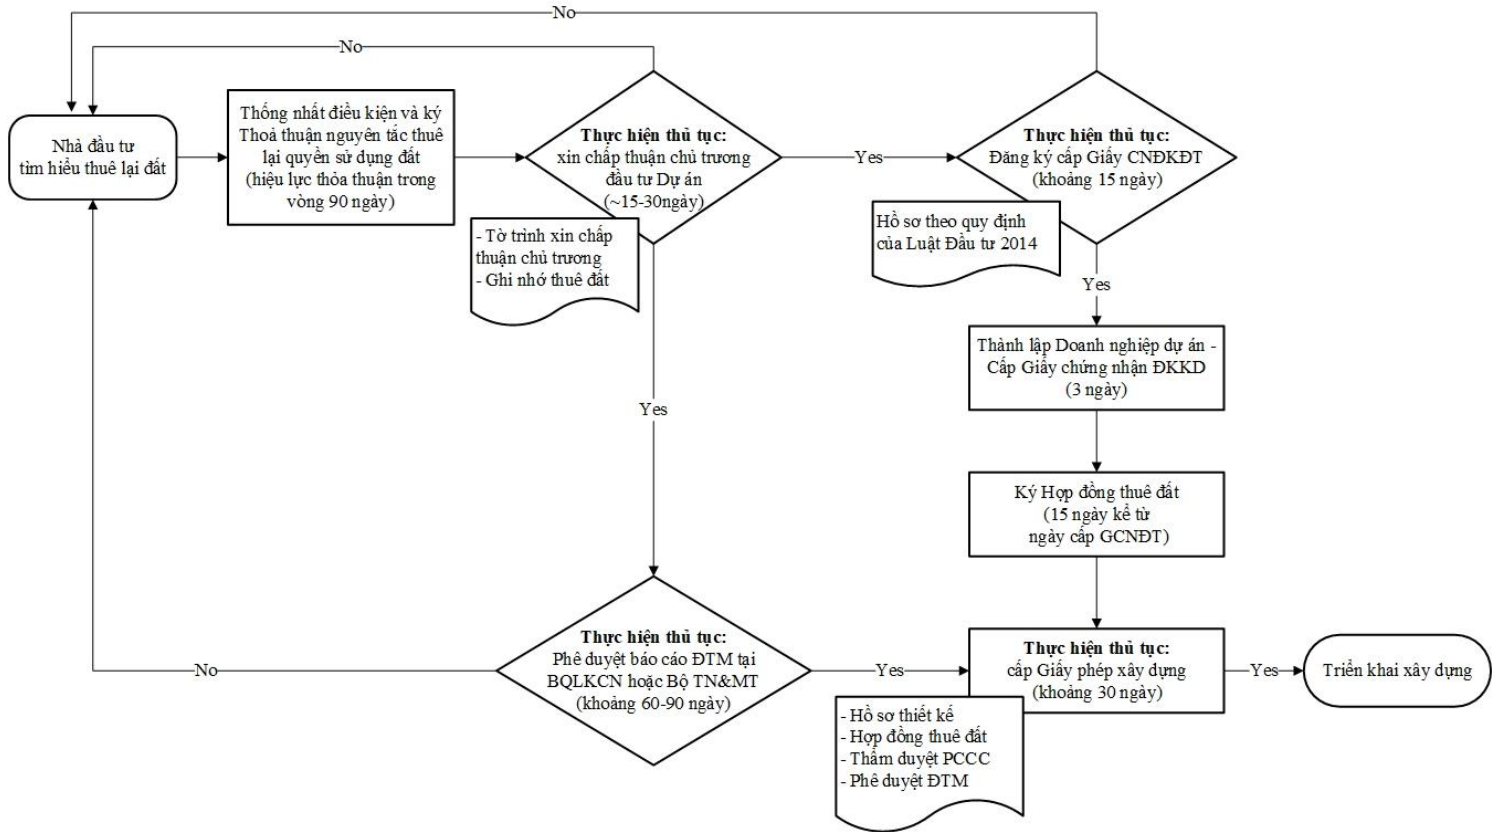 No
No
Nhà đầu tư
tìm hiểu thuê lại đất
Thống nhất điều kiện và ký
Thoả thuận nguyên tắc thuê
lại quyền sử dụng đất
(hiệu lực thỏa thuận trong
vòng 90 ngày)
Thực hiện thủ tục:
xin chấp thuận chủ trương
đầu tư Dự án
(~15-30ngày)
- Tờ trình xin chấp
thuận chủ trương
- Ghi nhớ thuê đất
Yes
Thực hiện thủ tục:
Đăng ký cấp Giấy CNĐKĐT
(khoảng 15 ngày)
Hồ sơ theo quy định
của Luật Đầu tư 2014
Yes
Thành lập Doanh nghiệp dự án -
Cấp Giấy chứng nhận ĐKKD
(3 ngày)
Yes
Ký Hợp đồng thuê đất
(15 ngày kể từ
ngày cấp GCNĐT)
No
Thực hiện thủ tục:
Phê duyệt báo cáo ĐTM tại
BQLKCN hoặc Bộ TN&MT
(khoảng 60-90 ngày)
Yes
Thực hiện thủ tục:
cấp Giấy phép xây dựng
(khoảng 30 ngày)
- Hồ sơ thiết kế
- Hợp đồng thuê đất
- Thẩm duyệt PCCC
- Phê duyệt ĐTM
Yes
Triển khai xây dựng